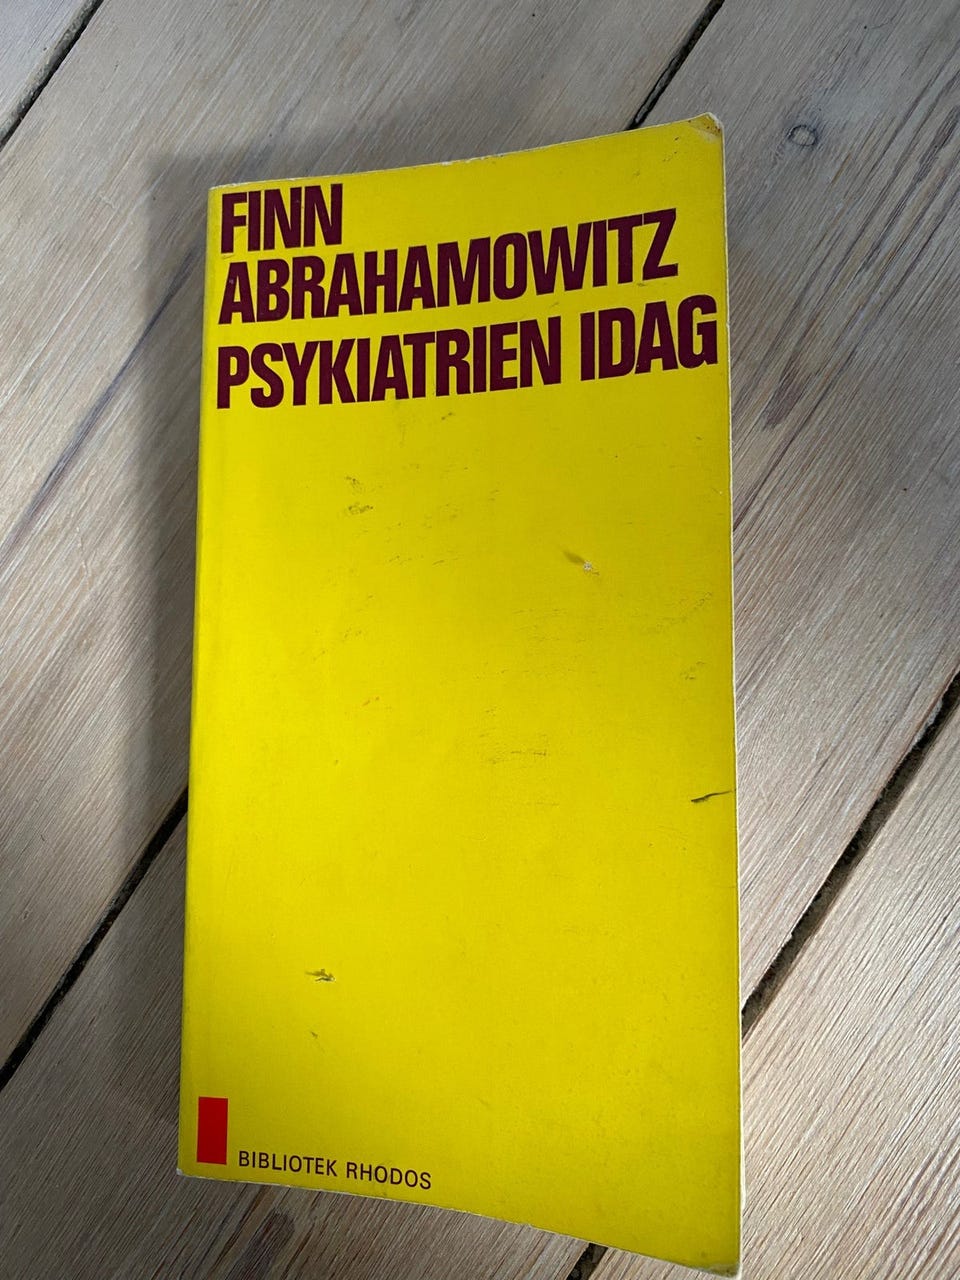 FINN
ABRAHAMOWITZ
PSYKIATRIEN IDAG
BIBLIOTEK RHODOS